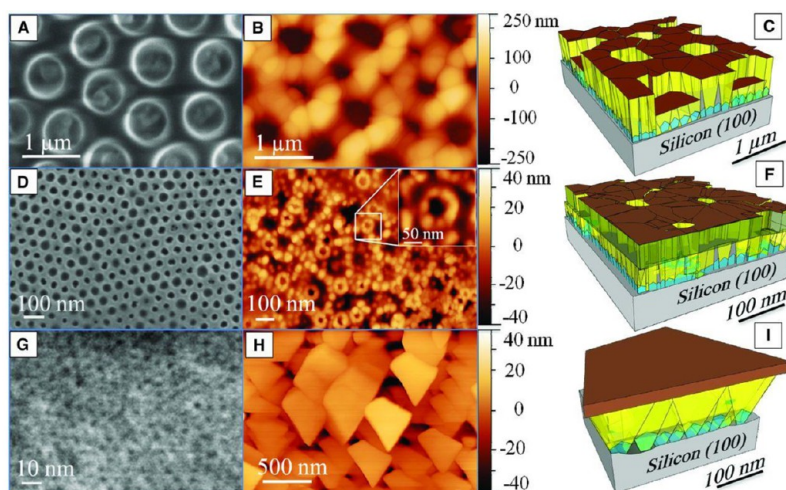 A
1 µm
B
1 µm
250 nm
100
0
-100
-250
C
Silicon (100)
1 µm
D
100 nm
E
50 nm
100 nm
40 nm
20
0
-20
-40
F
Silicon (100)
100 nm
G
10 nm
H
500 nm
40 nm
20
0
-20
-40
I
Silicon (100)
100 nm